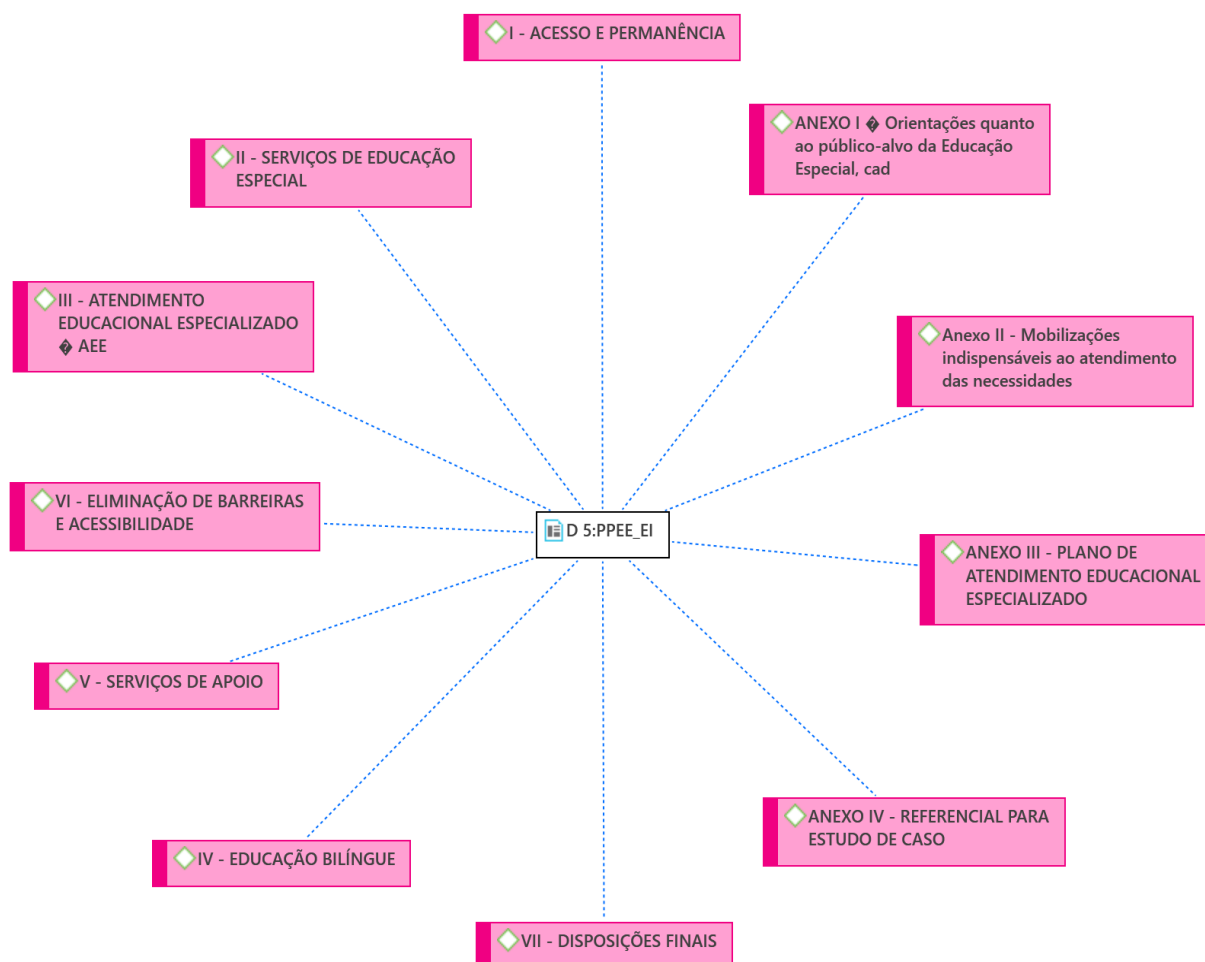 I - ACESSO E PERMANÊNCIA
ANEXO I � Orientações quanto
ao público-alvo da Educação
Especial, cad
II - SERVIÇOS DE EDUCAÇÃO
ESPECIAL
III - ATENDIMENTO
EDUCACIONAL ESPECIALIZADO
� AEE
Anexo II - Mobilizações
indispensáveis ao atendimento
das necessidades
VI - ELIMINAÇÃO DE BARREIRAS
E ACESSIBILIDADE
D 5:PPEE_EI
ANEXO III - PLANO DE
ATENDIMENTO EDUCACIONAL
ESPECIALIZADO
V - SERVIÇOS DE APOIO
ANEXO IV - REFERENCIAL PARA
ESTUDO DE CASO
IV - EDUCAÇÃO BILÍNGUE
VII - DISPOSIÇÕES FINAIS